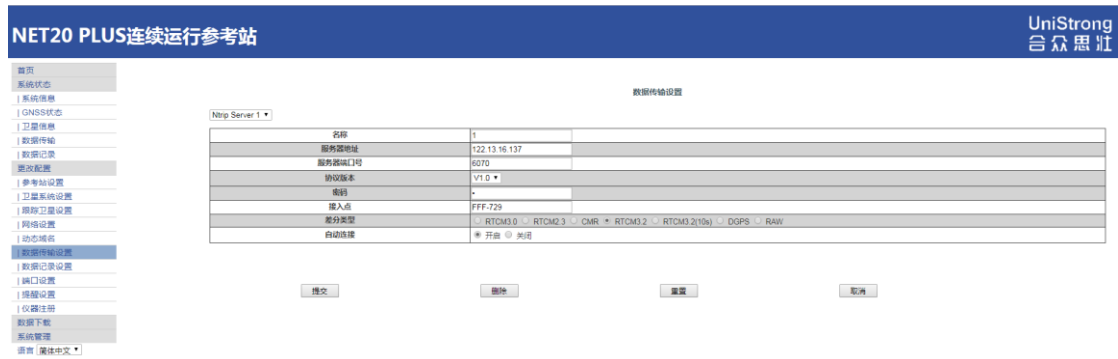 NET20 PLUS连续运行参考站
UniStrong
合众思壮
首页
系统状态
| 系统信息
| GNSS状态
| 卫星信息
| 数据传输
| 数据记录
更改配置
| 参考站设置
| 卫星系统设置
| 跟踪卫星设置
| 网络设置
| 动态域名
| 数据传输设置
| 数据记录设置
| 端口设置
| 提醒设置
| 仪器注册
数据下载
系统管理
语言 简体中文
数据传输设置
Ntrip Server 1
名称 1
服务器地址 122.13.16.137
服务器端口号 6070
协议版本 V1.0
密码
接入点 FFF-729
差分类型 RTCM3.0 RTCM2.3 CMR RTCM3.2 RTCM3.2(10s) DGPS RAW
自动连接 开启 关闭
提交 删除 重置 取消